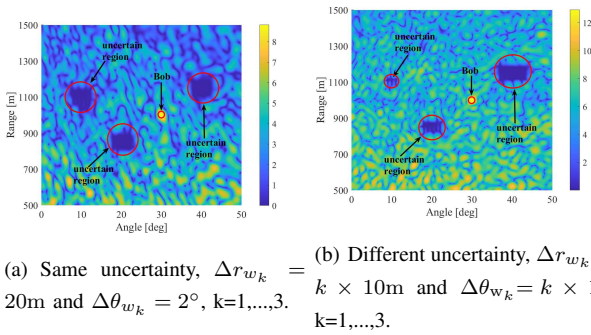 1500
1300
1100
900
700
500
Range [m]
uncertain
region
Bob
uncertain
region
uncertain
region
0 10 20 30 40 50
Angle [deg]
8
7
6
5
4
3
2
1
0
(a) Same uncertainty, Δr_{w_k} =
20m and Δθ_{w_k} = 2°, k=1,...,3.
1500
1300
1100
900
700
500
Range [m]
uncertain
region
Bob
uncertain
region
uncertain
region
0 10 20 30 40 50
Angle [deg]
12
10
8
6
4
2
(b) Different uncertainty, Δr_{w_k}
k × 10m and Δθ_{w_k} = k × 1
k=1,...,3.